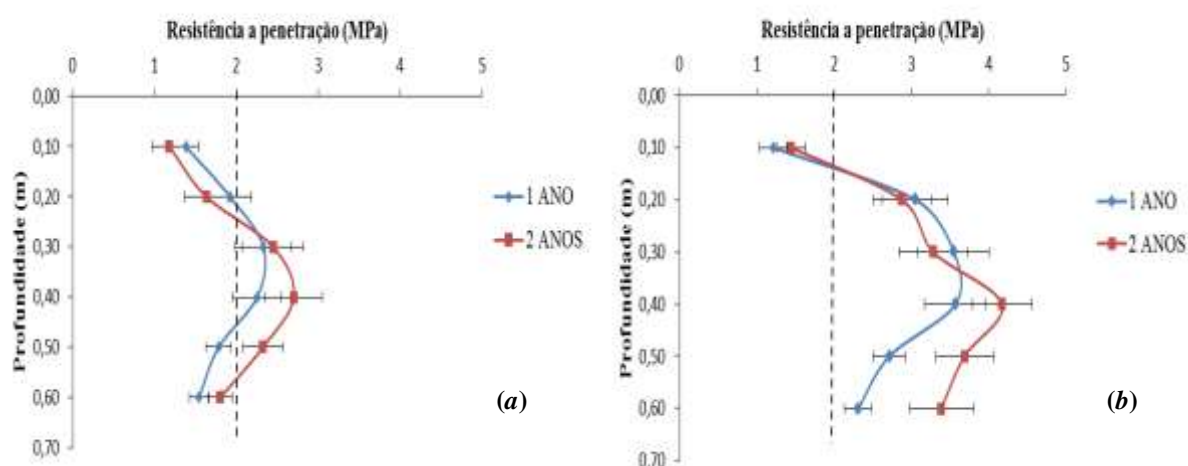 Resistência a penetração (MPa)
0 1 2 3 4 5
Profundidade (m)
0,00
0,10
0,20
0,30
0,40
0,50
0,60
0,70
1 ANO
2 ANOS
(a)
Resistência a penetração (MPa)
0 1 2 3 4 5
Profundidade (m)
0,00
0,10
0,20
0,30
0,40
0,50
0,60
0,70
1 ANO
2 ANOS
(b)